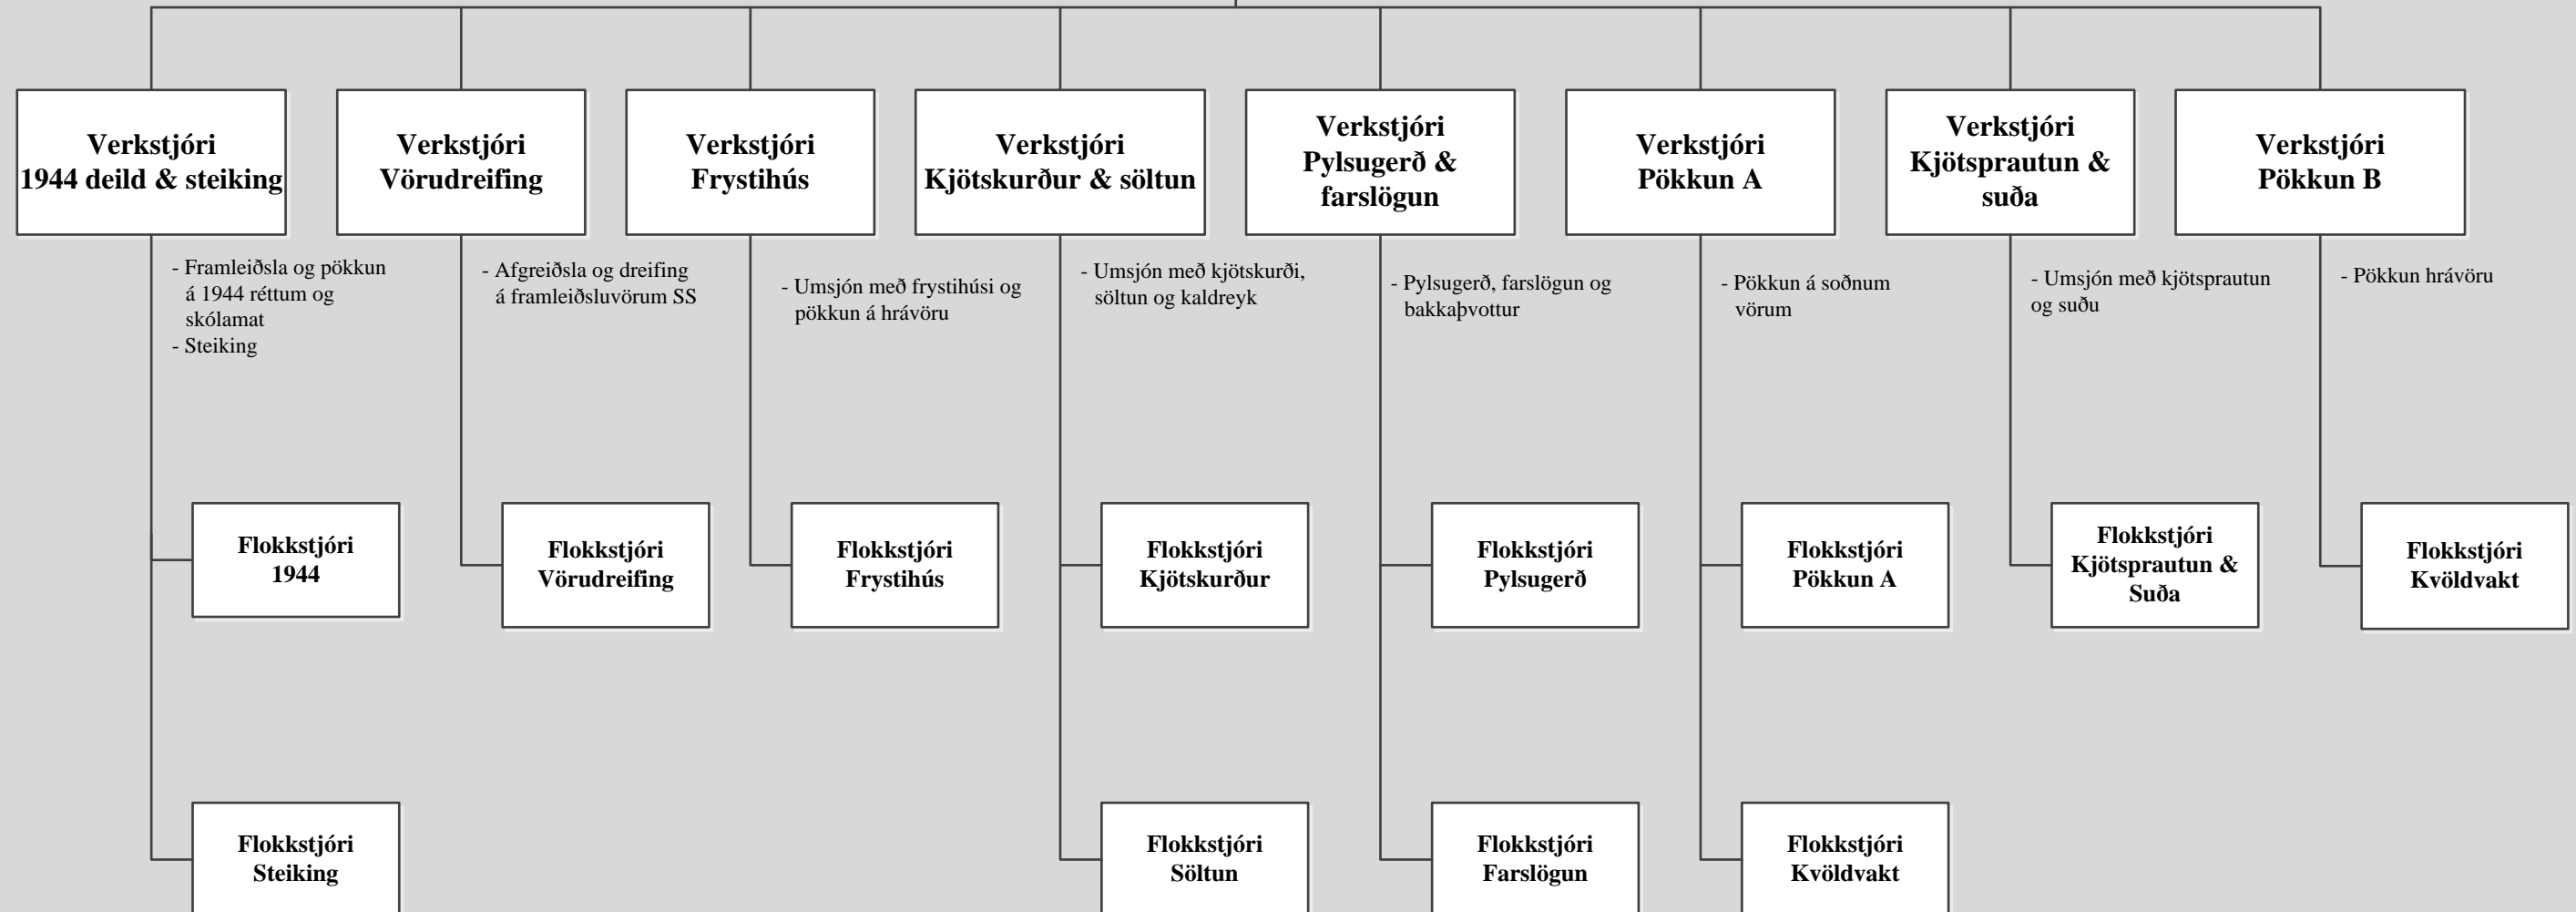 Verkstjóri
1944 deild & steiking
Verkstjóri
Vörudreifing
Verkstjóri
Frystihús
Verkstjóri
Kjötskurður & söltun
Verkstjóri
Pylsugerð &
farslögun
Verkstjóri
Pökkun A
Verkstjóri
Kjötsprautun &
suða
Verkstjóri
Pökkun B
- Framleiðsla og pökkun
á 1944 réttum og
skólamat
- Steiking
- Afgreiðsla og dreifing
á framleiðsluvörum SS
- Umsjón með frystihúsi og
pökkun á hrávöru
- Umsjón með kjötskurði,
söltun og kaldreyk
- Pylsugerð, farslögun og
bakkaþvottur
- Pökkun á soðnum
vörum
- Umsjón með kjötsprautun
og suðu
- Pökkun hrávöru
Flokkstjóri
1944
Flokkstjóri
Vörudreifing
Flokkstjóri
Frystihús
Flokkstjóri
Kjötskurður
Flokkstjóri
Pylsugerð
Flokkstjóri
Pökkun A
Flokkstjóri
Kjötsprautun &
Suða
Flokkstjóri
Kvöldvakt
Flokkstjóri
Steiking
Flokkstjóri
Söltun
Flokkstjóri
Farslögun
Flokkstjóri
Kvöldvakt